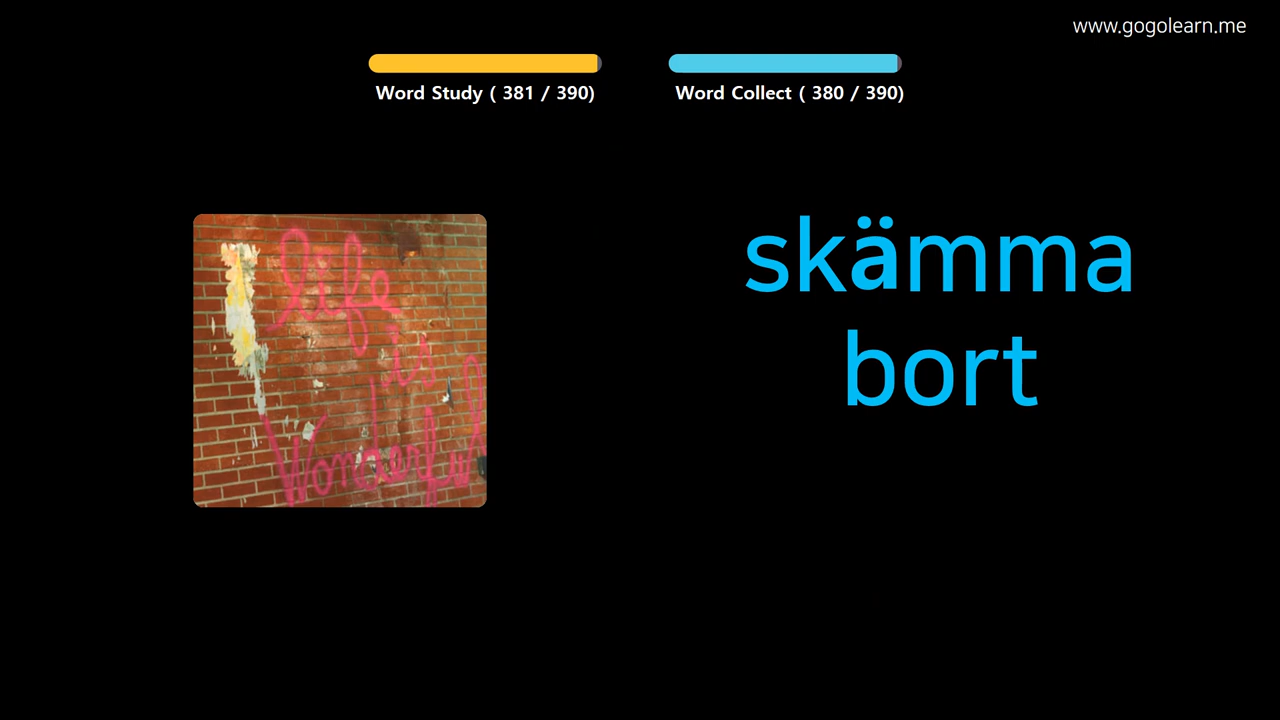 www.gogolearn.me
Word Study ( 381 / 390)
Word Collect ( 380 / 390)
life
is
Wonderful
skämma
bort